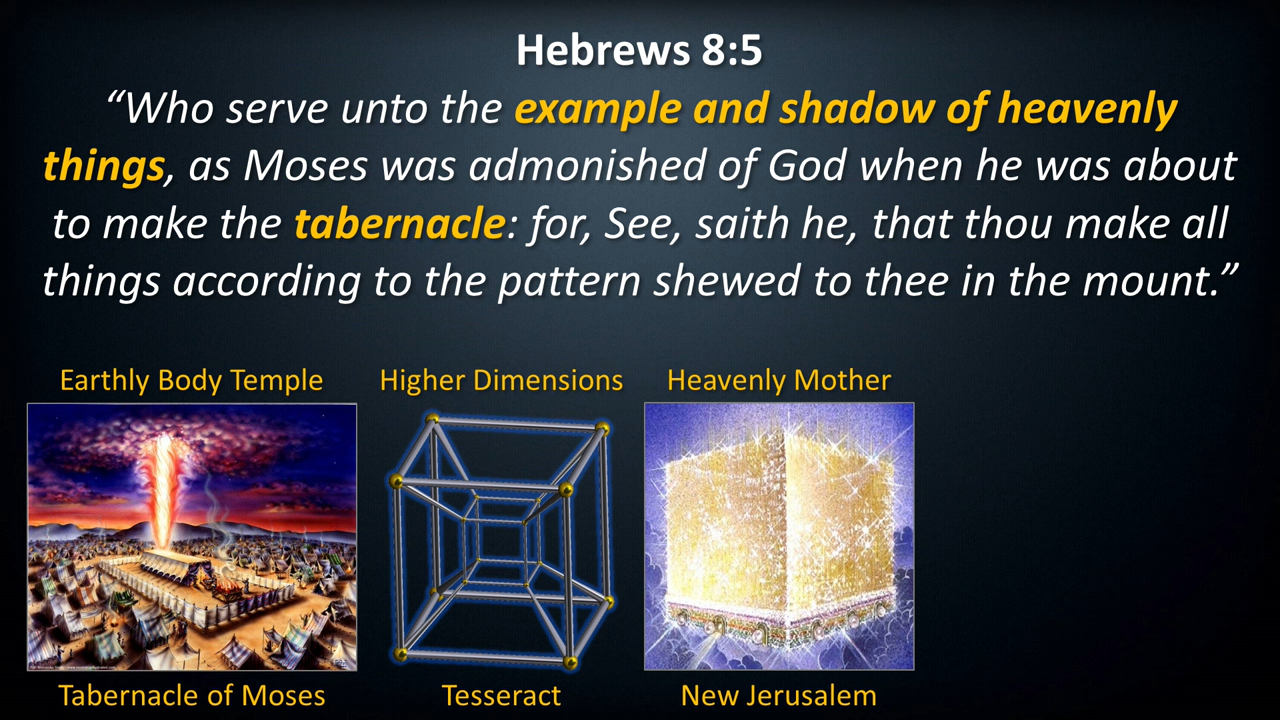 Hebrews 8:5
“Who serve unto the example and shadow of heavenly
things, as Moses was admonished of God when he was about
to make the tabernacle: for, See, saith he, that thou make all
things according to the pattern shewed to thee in the mount.”
Earthly Body Temple
Higher Dimensions
Heavenly Mother
Tabernacle of Moses
Tesseract
New Jerusalem